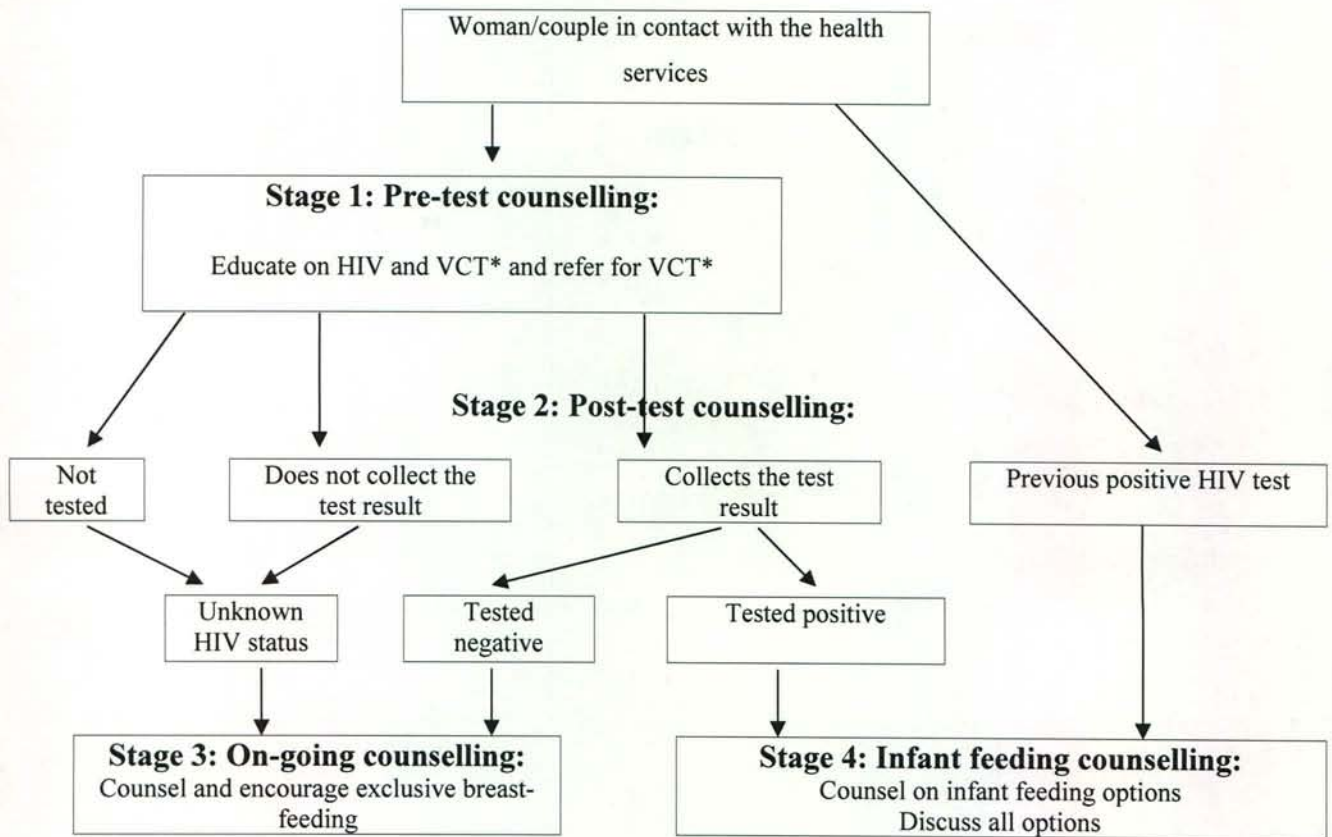 Woman/couple in contact with the health
services
Stage 1: Pre-test counselling:
Educate on HIV and VCT* and refer for VCT*
Stage 2: Post-test counselling:
Not
tested
Does not collect the
test result
Collects the test
result
Previous positive HIV test
Unknown
HIV status
Tested
negative
Tested positive
Stage 3: On-going counselling:
Counsel and encourage exclusive breast-
feeding
Stage 4: Infant feeding counselling:
Counsel on infant feeding options
Discuss all options